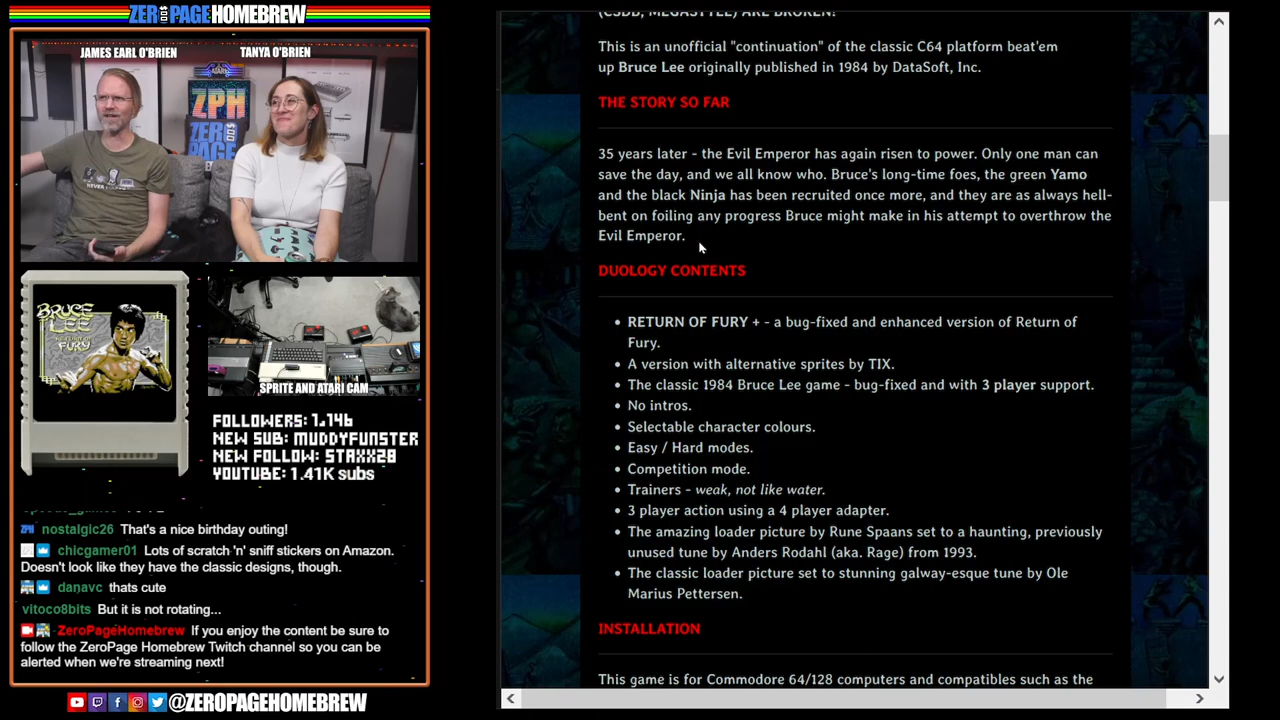 ZERO PAGE HOMEBREW
JAMES EARL O'BRIEN
TANYA O'BRIEN
ATARI
ZPH
ZERO
PAGE
NEVER
BRUCE
LEE
RETURN OF
FURY
SPRITE AND ATARI CAM
FOLLOWERS: 1,146
NEW SUB: MUDDYFUNSTER
NEW FOLLOW: STAXX28
YOUTUBE: 1.41K subs
nostalgic26 That's a nice birthday outing!
chicgamer01 Lots of scratch 'n' sniff stickers on Amazon.
Doesn't look like they have the classic designs, though.
danavc thats cute
vitoco8bits But it is not rotating...
ZeroPageHomebrew If you enjoy the content be sure to
follow the ZeroPage Homebrew Twitch channel so you can be
alerted when we're streaming next!
@ZEROPAGEHOMEBREW
(CSDB, MEGASTYLE) ARE BROKEN!
This is an unofficial "continuation" of the classic C64 platform beat'em
up Bruce Lee originally published in 1984 by DataSoft, Inc.
THE STORY SO FAR
35 years later - the Evil Emperor has again risen to power. Only one man can
save the day, and we all know who. Bruce's long-time foes, the green Yamo
and the black Ninja has been recruited once more, and they are as always hell-
bent on foiling any progress Bruce might make in his attempt to overthrow the
Evil Emperor.
DUOLOGY CONTENTS
• RETURN OF FURY + - a bug-fixed and enhanced version of Return of
Fury.
• A version with alternative sprites by TIX.
• The classic 1984 Bruce Lee game - bug-fixed and with 3 player support.
• No intros.
• Selectable character colours.
• Easy / Hard modes.
• Competition mode.
• Trainers - weak, not like water.
• 3 player action using a 4 player adapter.
• The amazing loader picture by Rune Spaans set to a haunting, previously
unused tune by Anders Rodahl (aka. Rage) from 1993.
• The classic loader picture set to stunning galway-esque tune by Ole
Marius Pettersen.
INSTALLATION
This game is for Commodore 64/128 computers and compatibles such as the